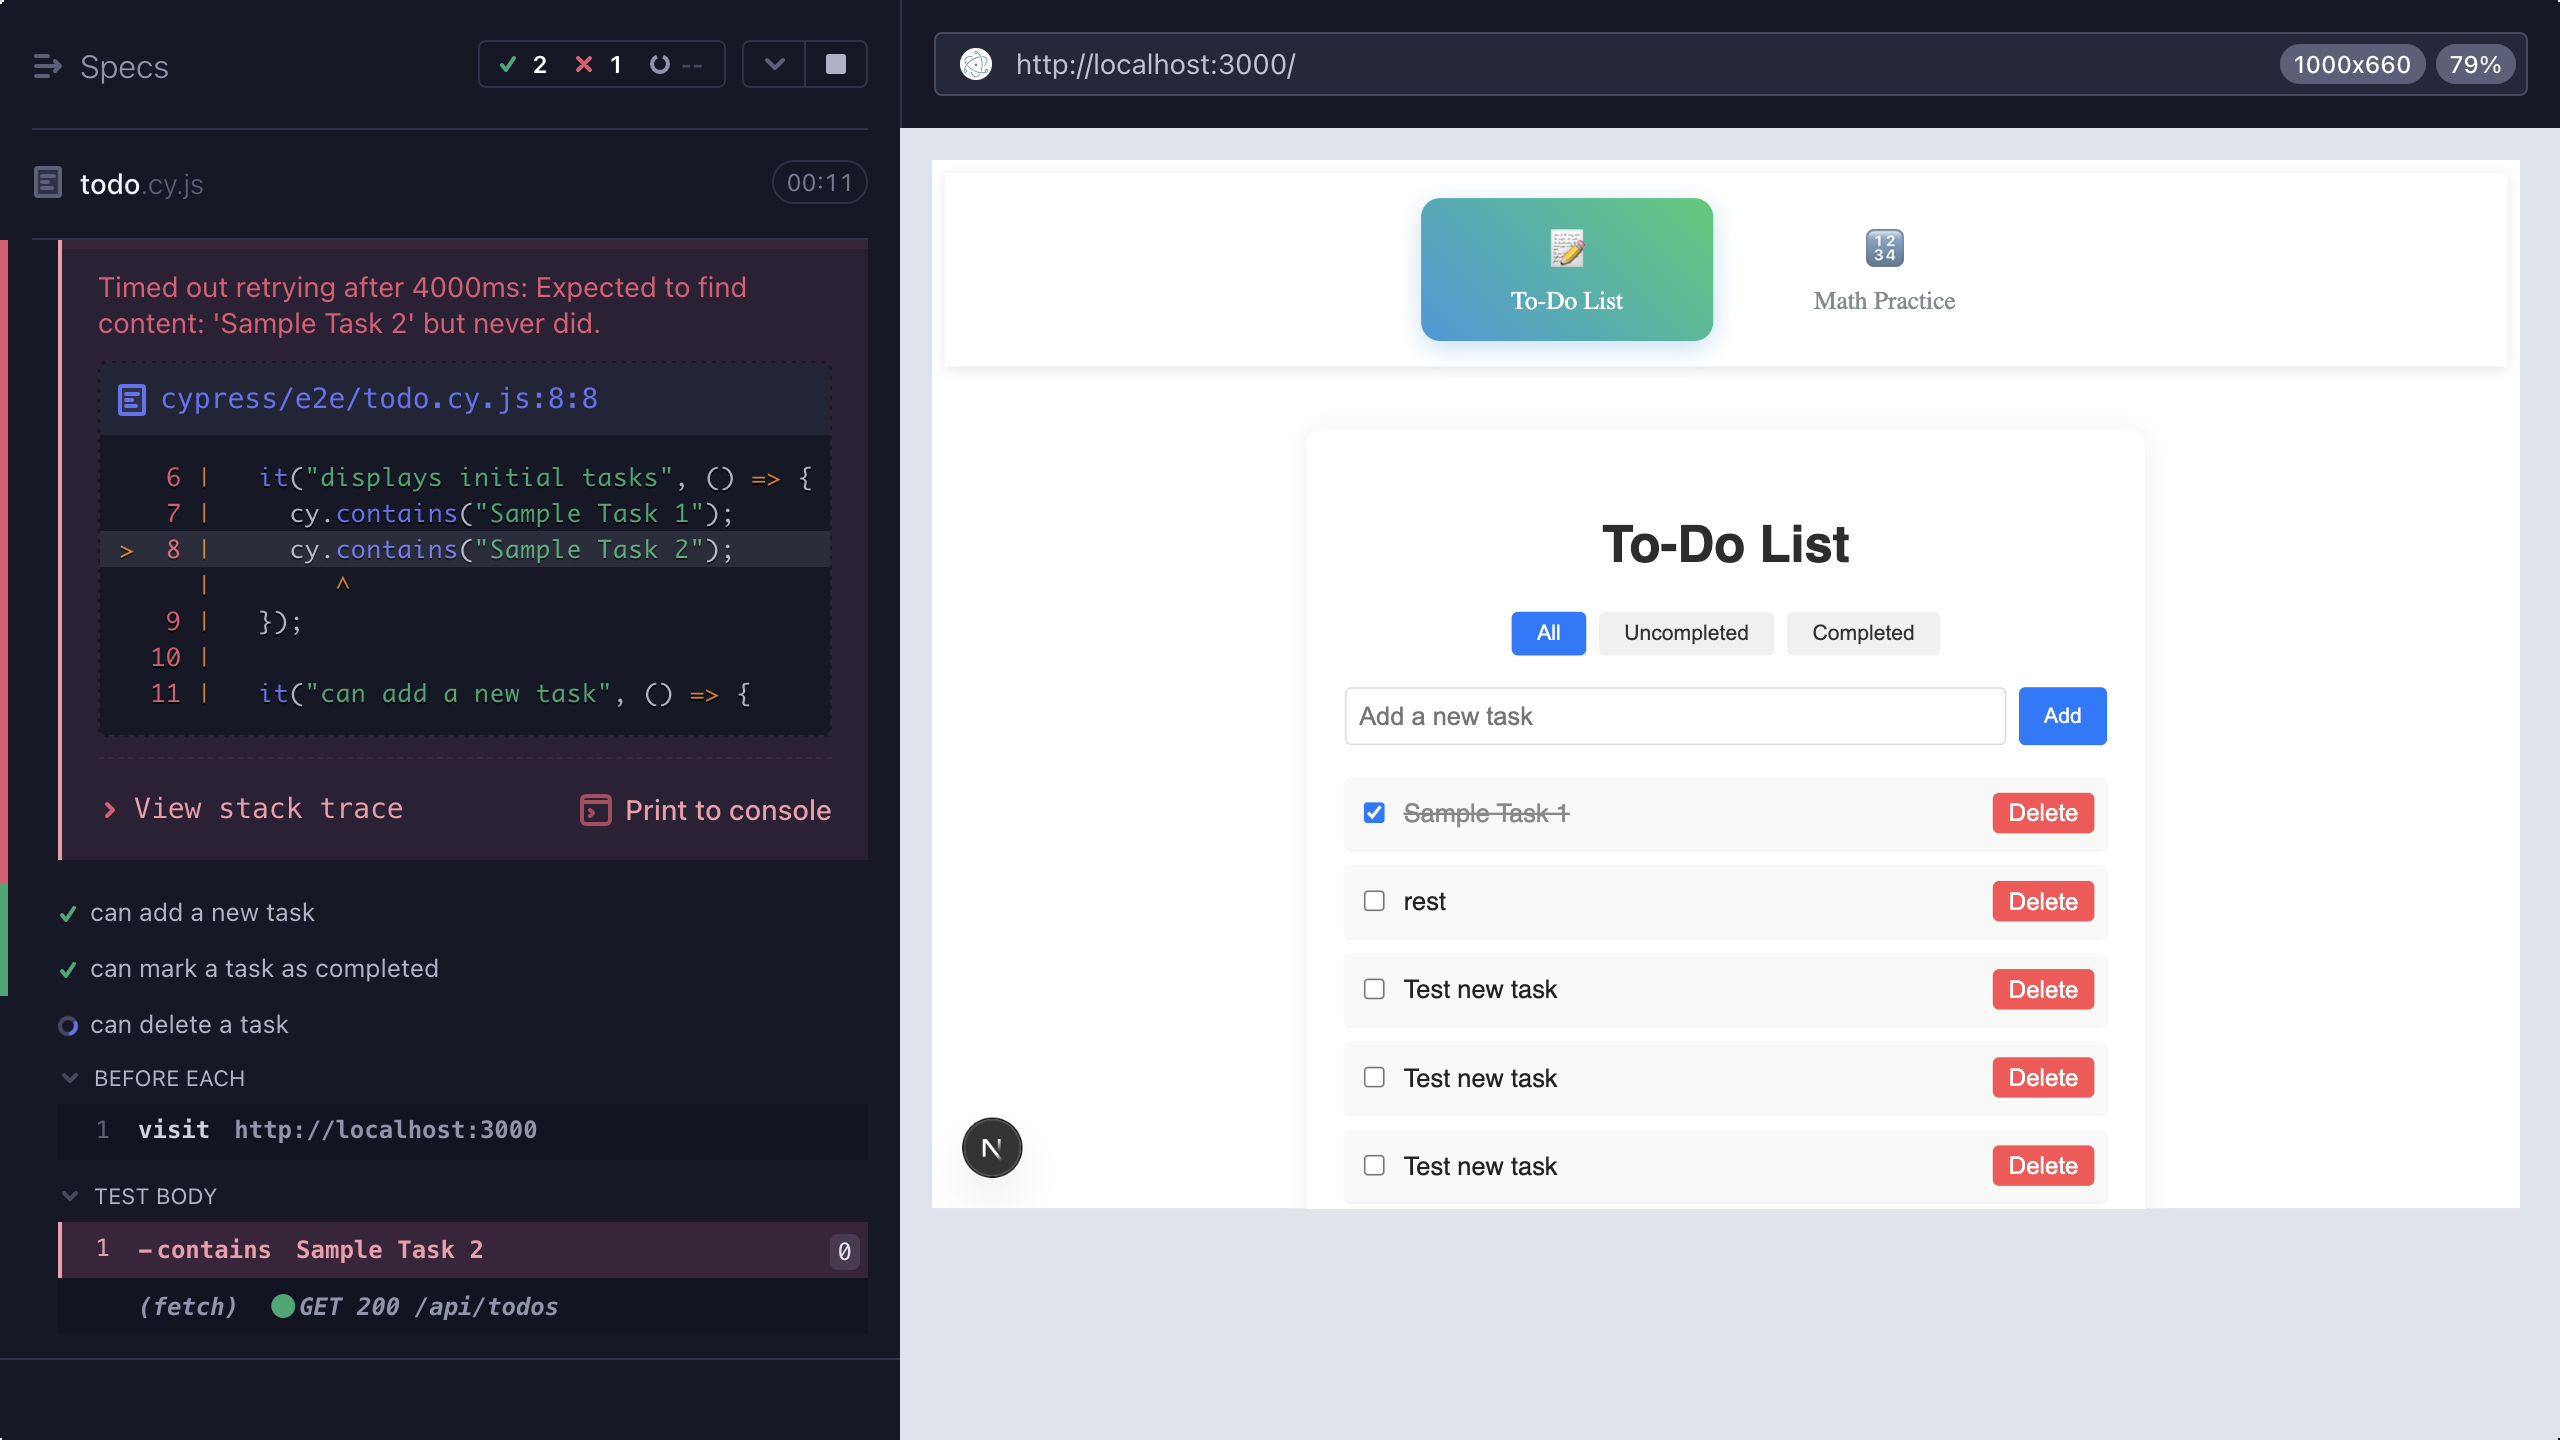 Specs
2 1 --
todo.cy.js
00:11
Timed out retrying after 4000ms: Expected to find
content: 'Sample Task 2' but never did.
cypress/e2e/todo.cy.js:8:8
6 | it("displays initial tasks", () => {
7 | cy.contains("Sample Task 1");
> 8 | cy.contains("Sample Task 2");
| ^
9 | });
10 |
11 | it("can add a new task", () => {
View stack trace
Print to console
can add a new task
can mark a task as completed
can delete a task
BEFORE EACH
1 visit http://localhost:3000
TEST BODY
1 -contains Sample Task 2 0
(fetch) GET 200 /api/todos
http://localhost:3000/
1000x660 79%
1 2
3 4
To-Do List
Math Practice
To-Do List
All Uncompleted Completed
Add a new task Add
Sample Task 1 Delete
rest Delete
Test new task Delete
Test new task Delete
Test new task Delete
N